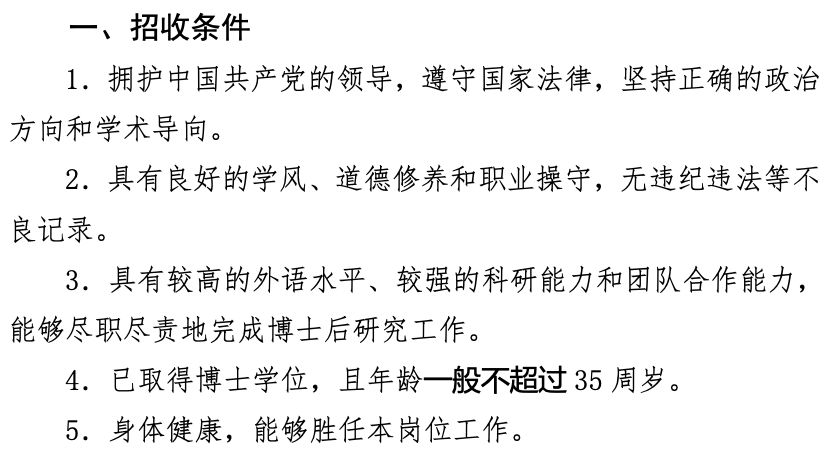 一、招收条件
1. 拥护中国共产党的领导，遵守国家法律，坚持正确的政治
方向和学术导向。
2. 具有良好的学风、道德修养和职业操守，无违纪违法等不
良记录。
3. 具有较高的外语水平、较强的科研能力和团队合作能力，
能够尽职尽责地完成博士后研究工作。
4. 已取得博士学位，且年龄一般不超过 35 周岁。
5. 身体健康，能够胜任本岗位工作。